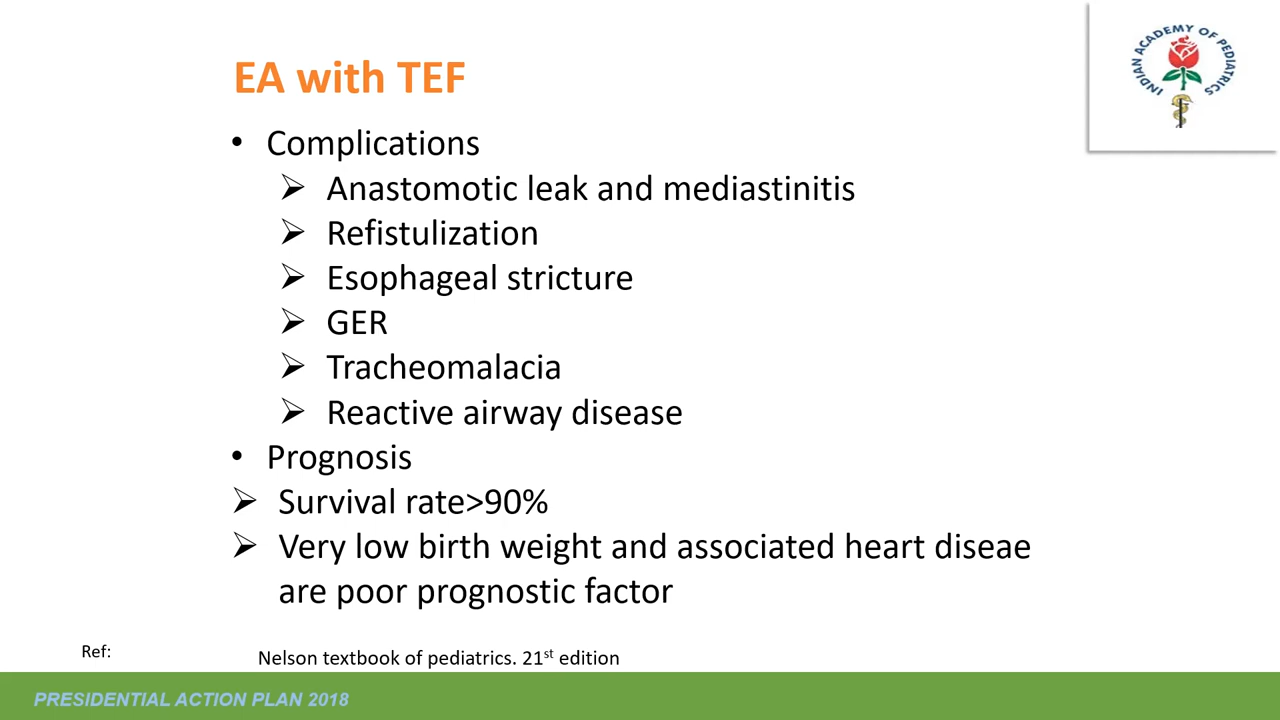 INDIAN ACADEMY OF PEDIATRICS
EA with TEF
• Complications
➢ Anastomotic leak and mediastinitis
➢ Refistulization
➢ Esophageal stricture
➢ GER
➢ Tracheomalacia
➢ Reactive airway disease
• Prognosis
➢ Survival rate>90%
➢ Very low birth weight and associated heart diseae
are poor prognostic factor
Ref:
Nelson textbook of pediatrics. 21st edition
PRESIDENTIAL ACTION PLAN 2018